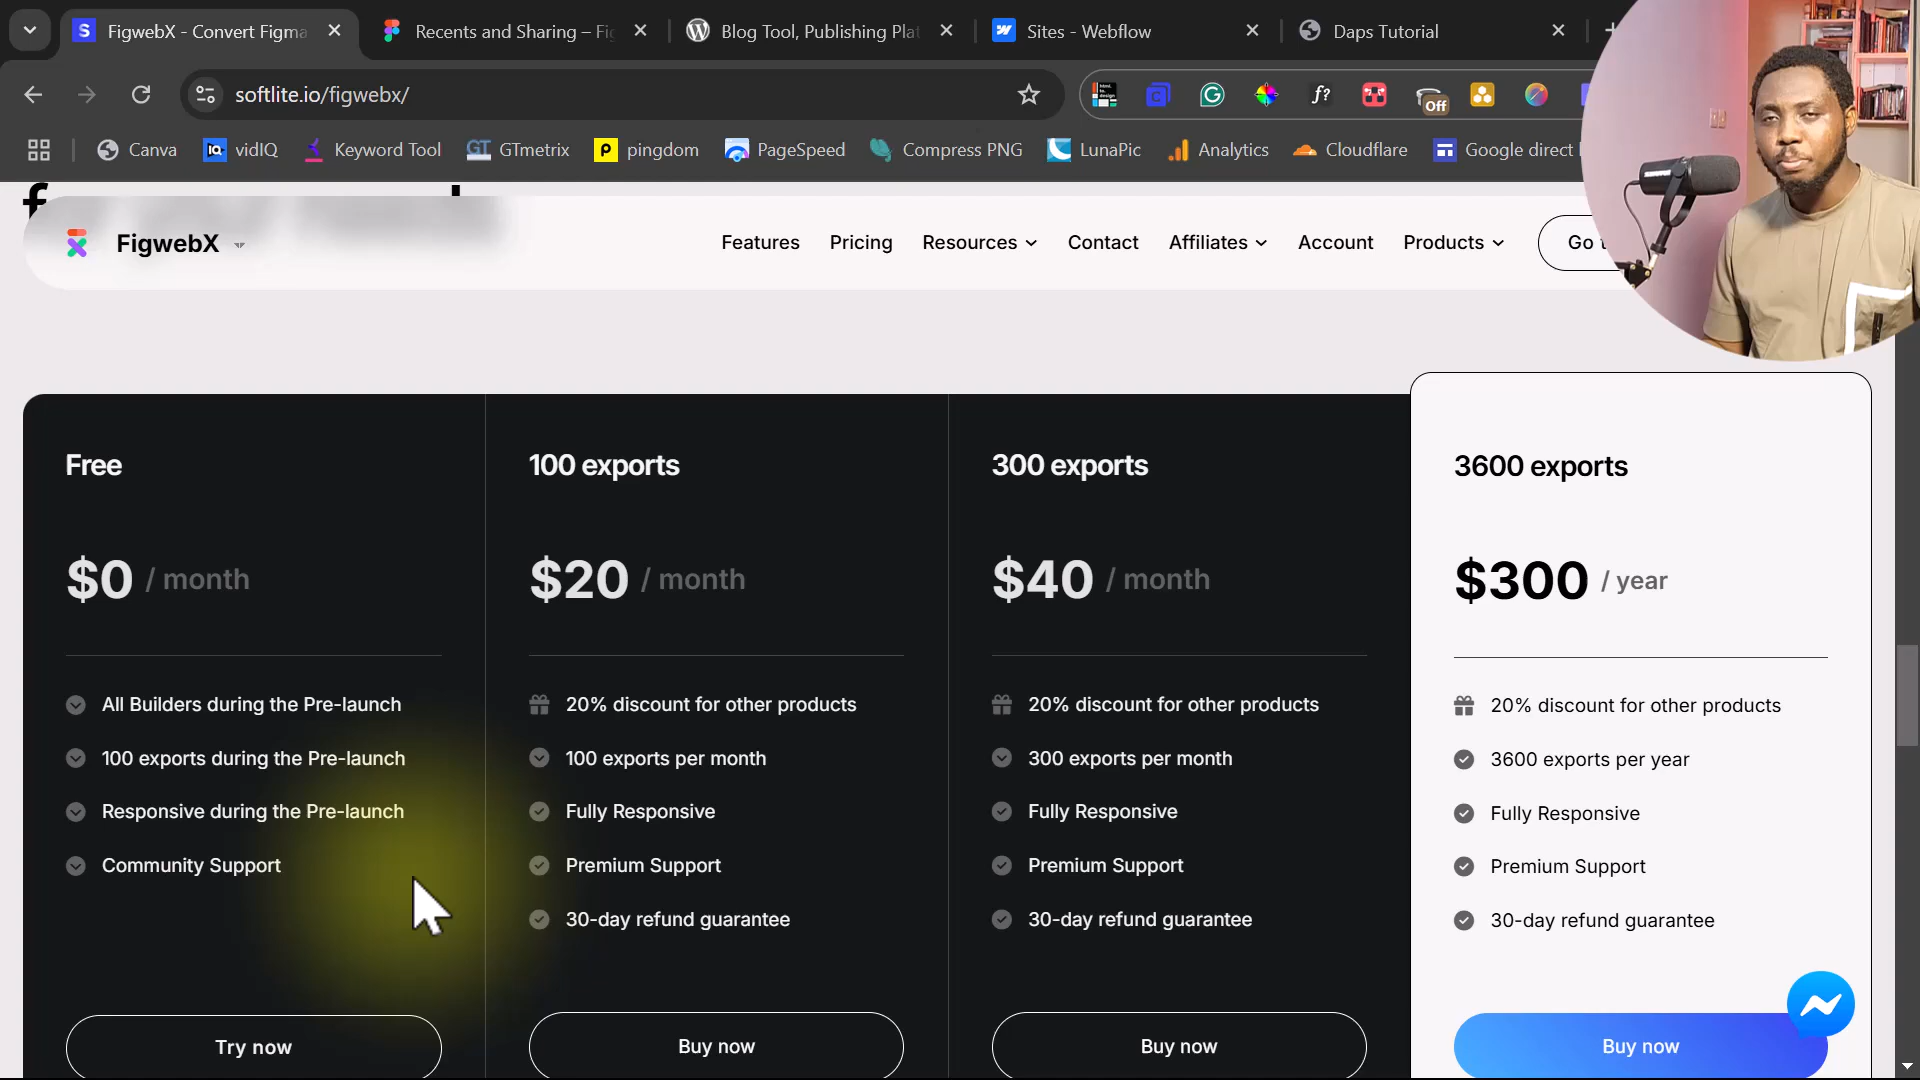 FigwebX - Convert Figma
Recents and Sharing – Fig
Blog Tool, Publishing Plat
Sites - Webflow
Daps Tutorial
softlite.io/figwebx/
f?
Off
Canva
vidIQ
Keyword Tool
GTmetrix
pingdom
PageSpeed
Compress PNG
LunaPic
Analytics
Cloudflare
Google direct
FigwebX
Features
Pricing
Resources
Contact
Affiliates
Account
Products
Go
Free
$0 / month
All Builders during the Pre-launch
100 exports during the Pre-launch
Responsive during the Pre-launch
Community Support
Try now
100 exports
$20 / month
20% discount for other products
100 exports per month
Fully Responsive
Premium Support
30-day refund guarantee
Buy now
300 exports
$40 / month
20% discount for other products
300 exports per month
Fully Responsive
Premium Support
30-day refund guarantee
Buy now
3600 exports
$300 / year
20% discount for other products
3600 exports per year
Fully Responsive
Premium Support
30-day refund guarantee
Buy now